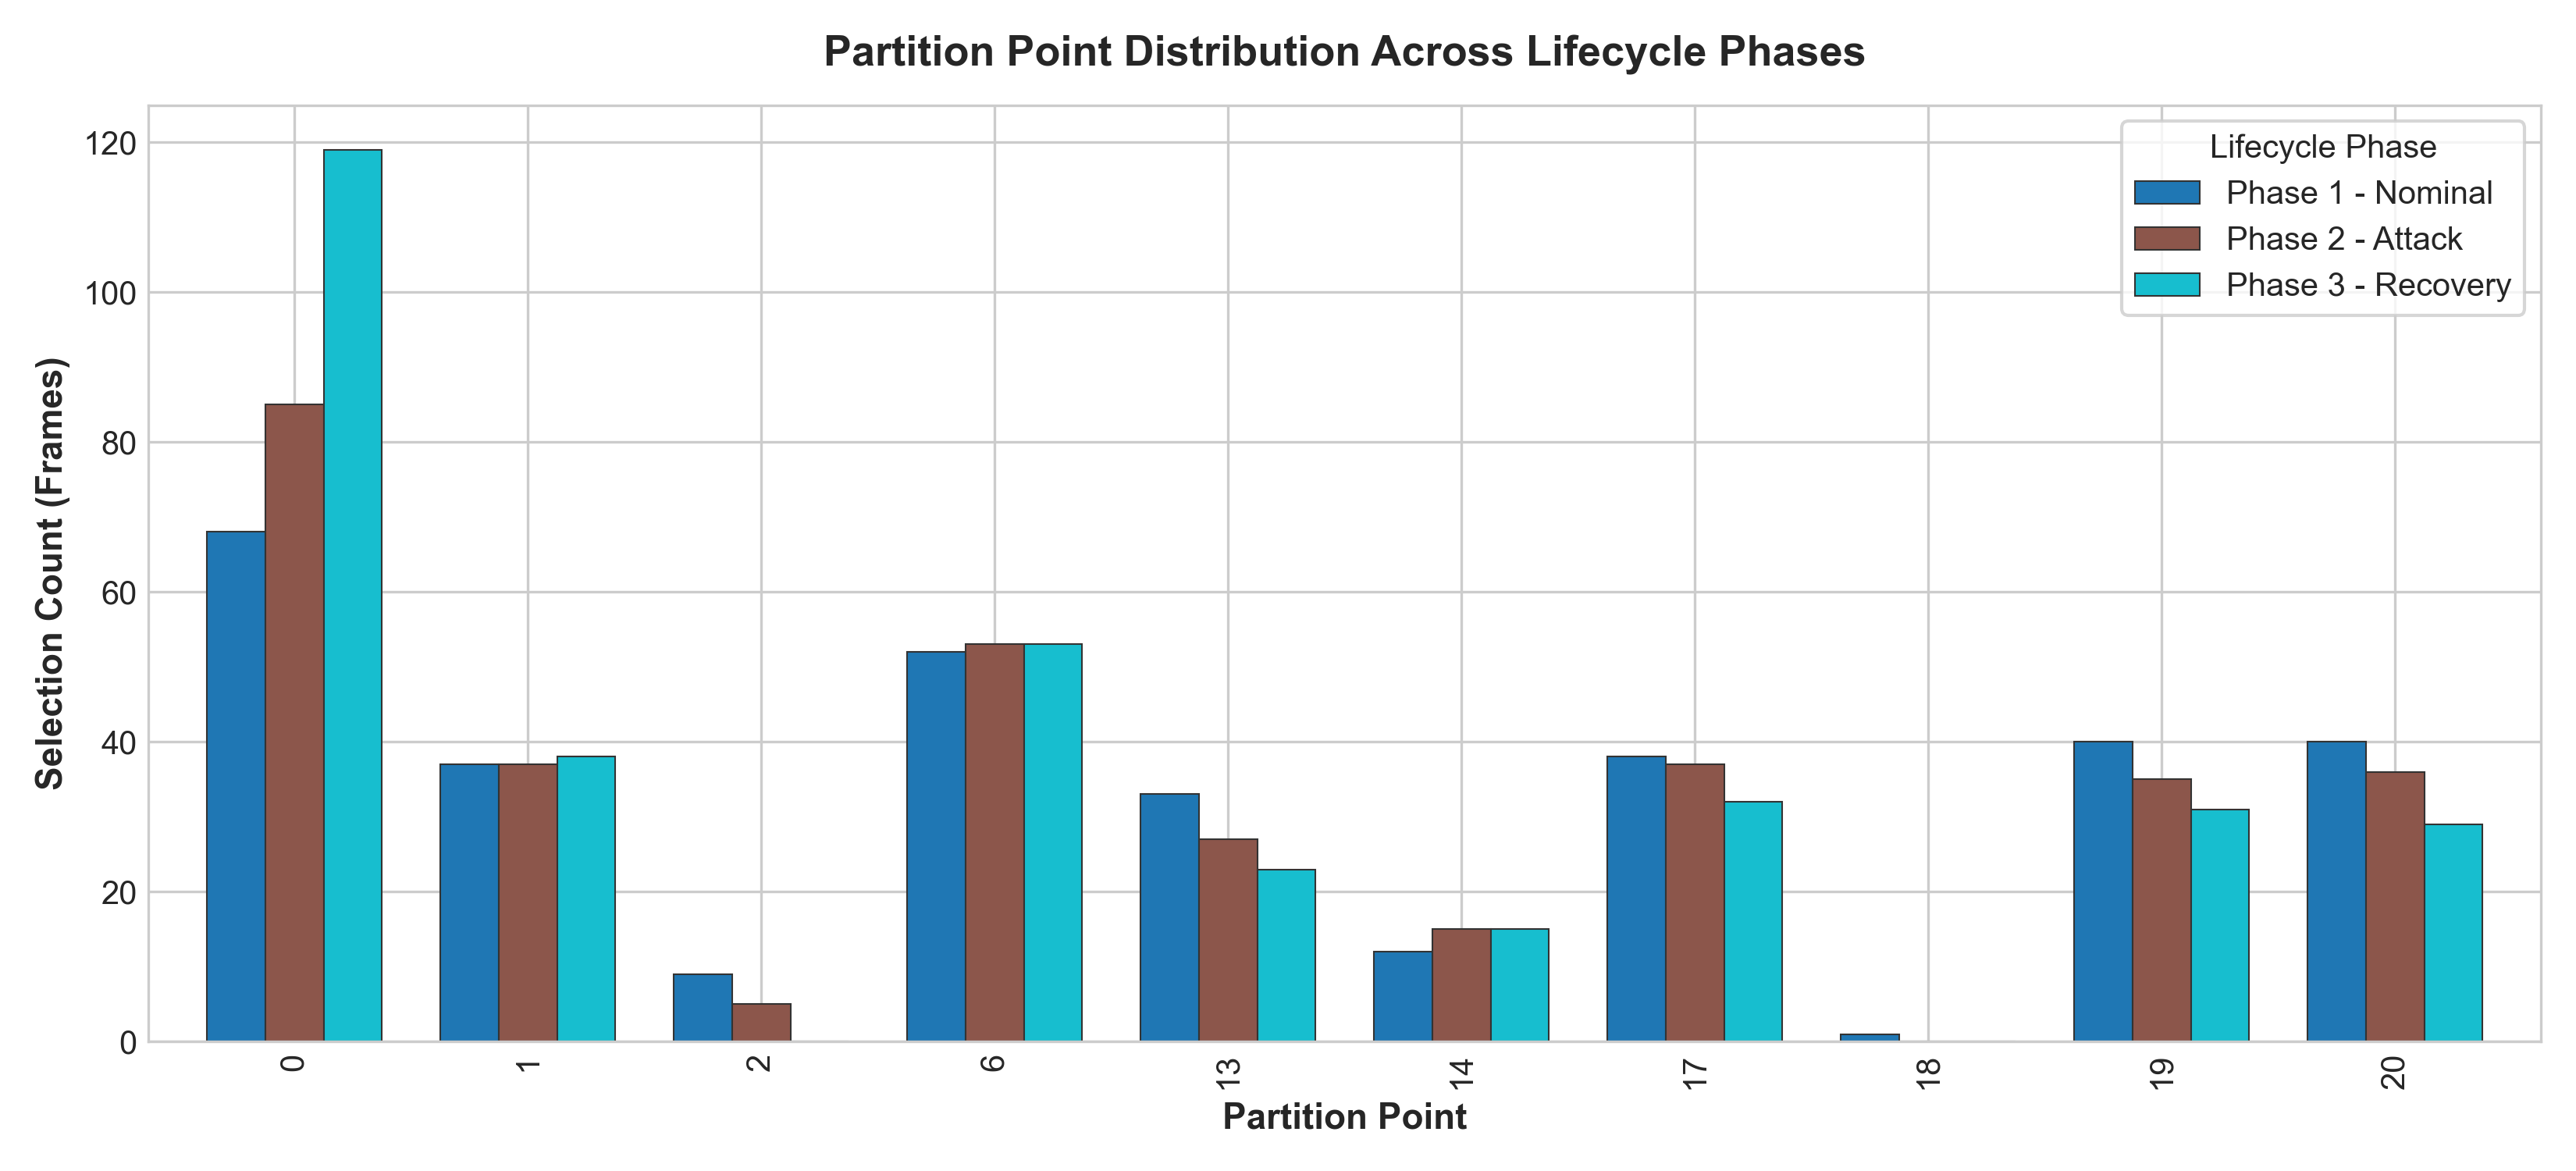 Partition Point Distribution Across Lifecycle Phases
Selection Count (Frames)
120
100
80
60
40
20
0
Lifecycle Phase
Phase 1 - Nominal
Phase 2 - Attack
Phase 3 - Recovery
0 1 2 6 13 14 17 18 19 20
Partition Point